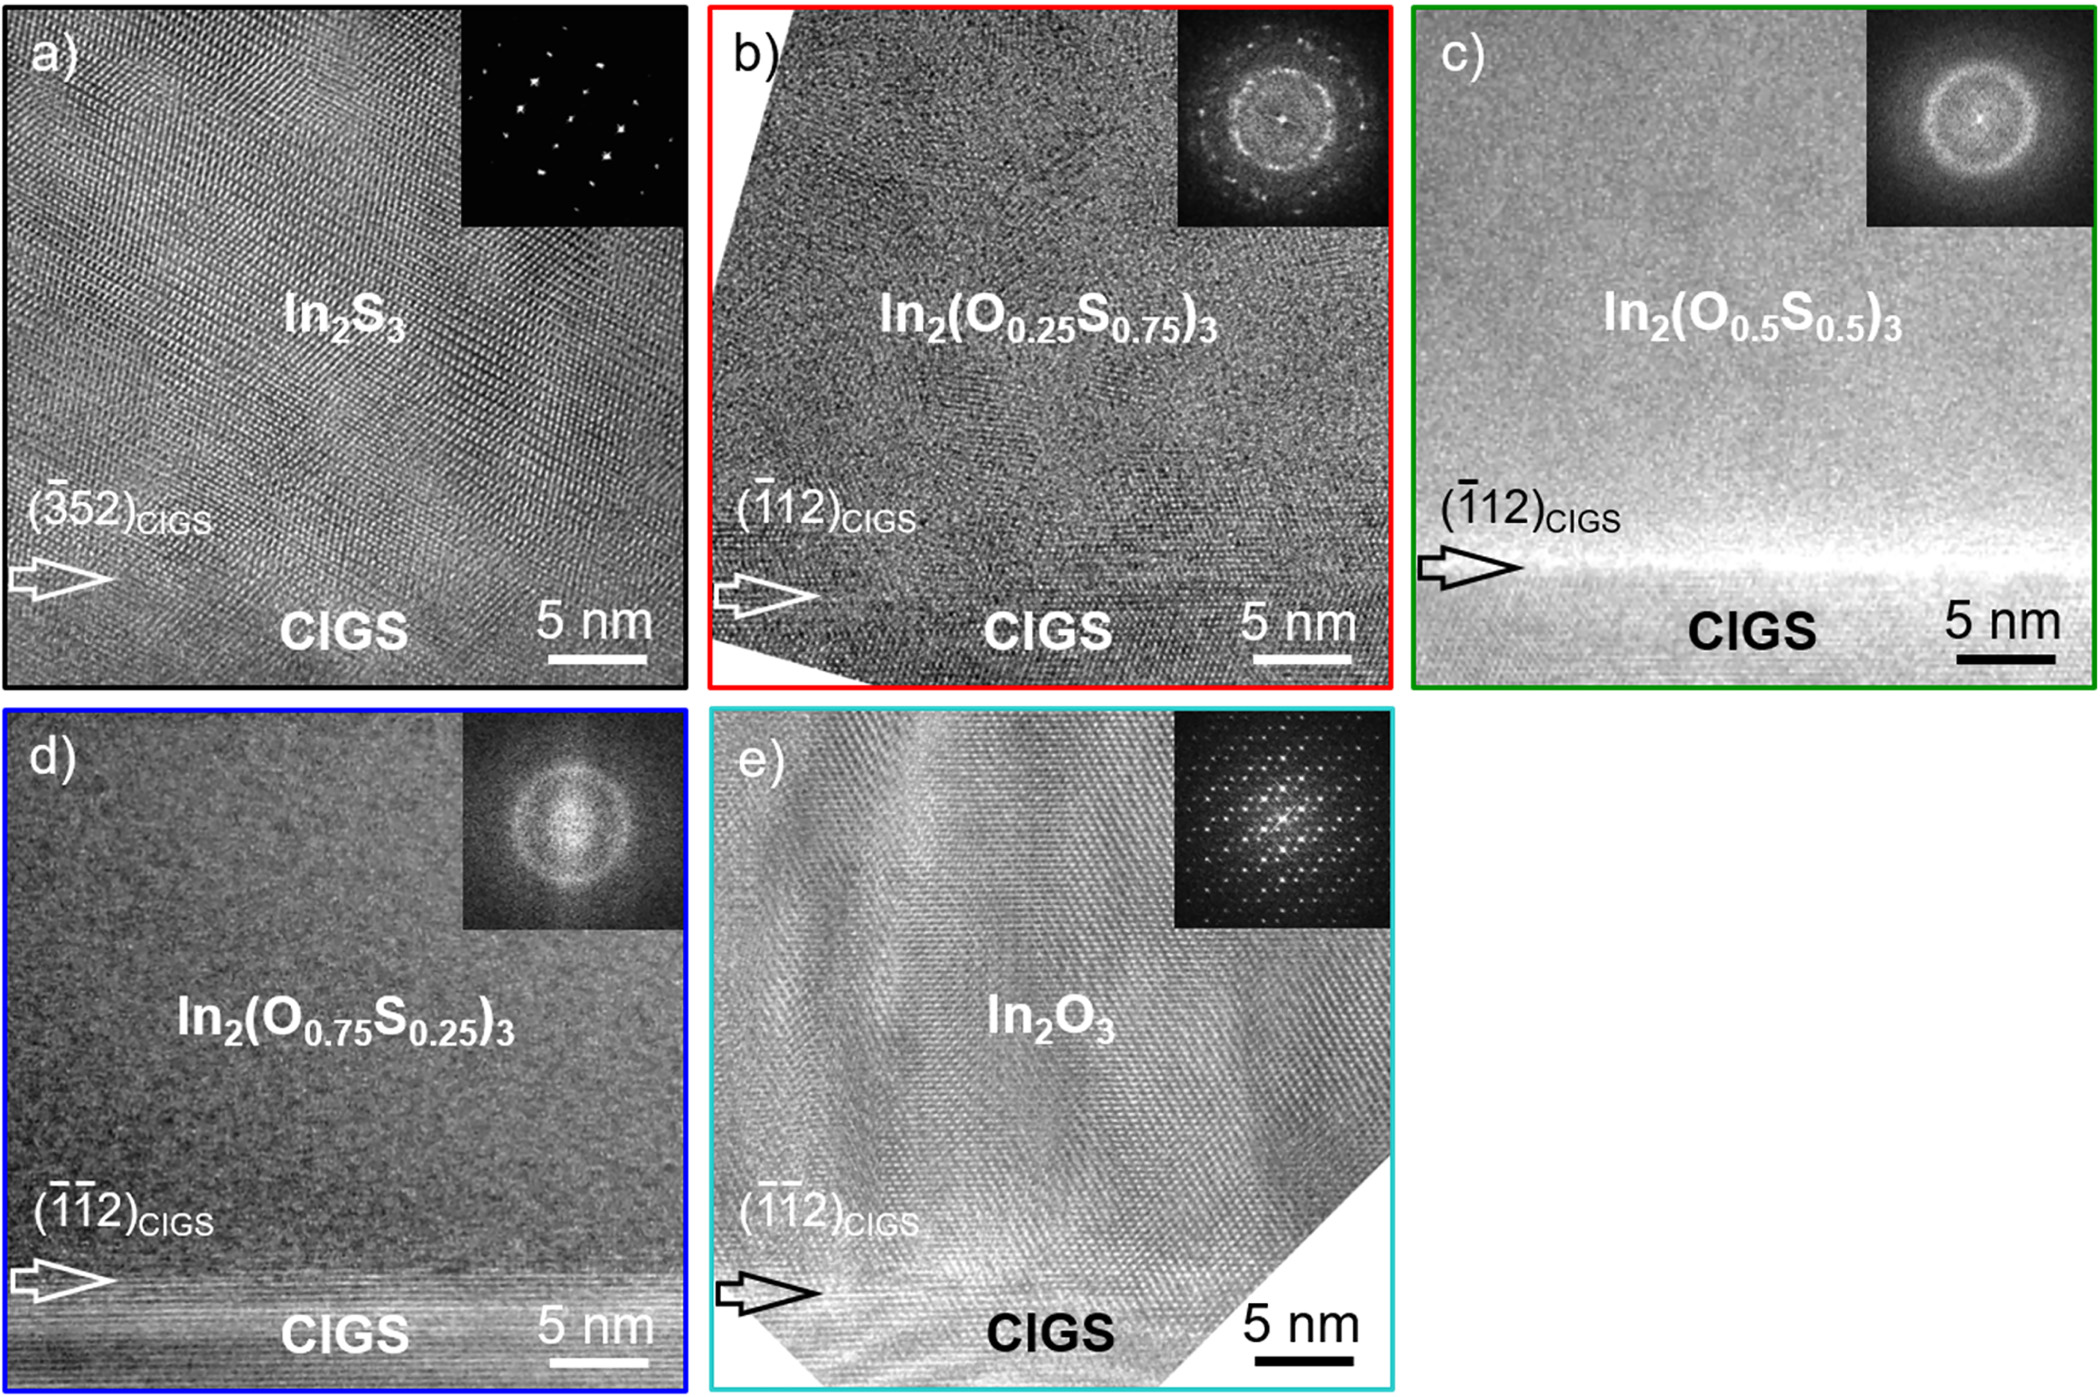 a)
In₂S₃
(3̅52)CIGS
CIGS
5 nm
b)
In₂(O₀.₂₅S₀.₇₅)₃
(1̅12)CIGS
CIGS
5 nm
c)
In₂(O₀.₅S₀.₅)₃
(1̅12)CIGS
CIGS
5 nm
d)
In₂(O₀.₇₅S₀.₂₅)₃
(1̅1̅2)CIGS
CIGS
5 nm
e)
In₂O₃
(1̅1̅2)CIGS
CIGS
5 nm